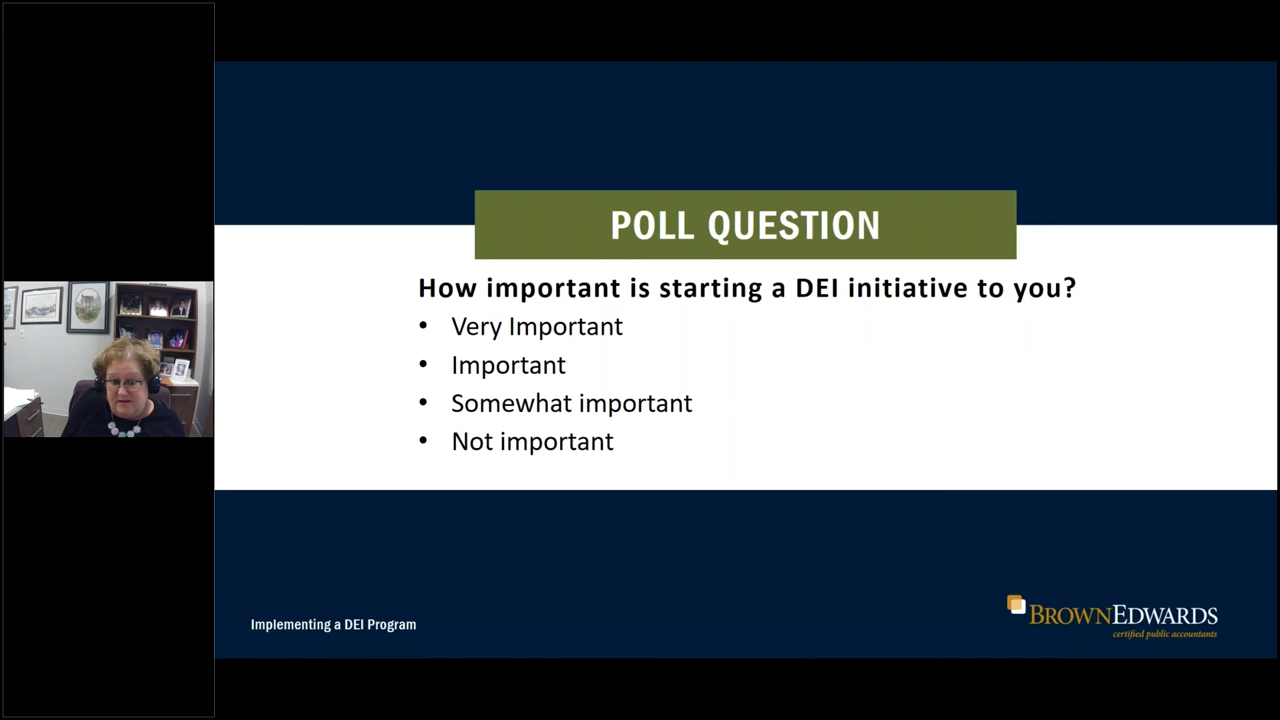 POLL QUESTION
How important is starting a DEI initiative to you?
• Very Important
• Important
• Somewhat important
• Not important
Implementing a DEI Program
BROWNEDWARDS
certified public accountants